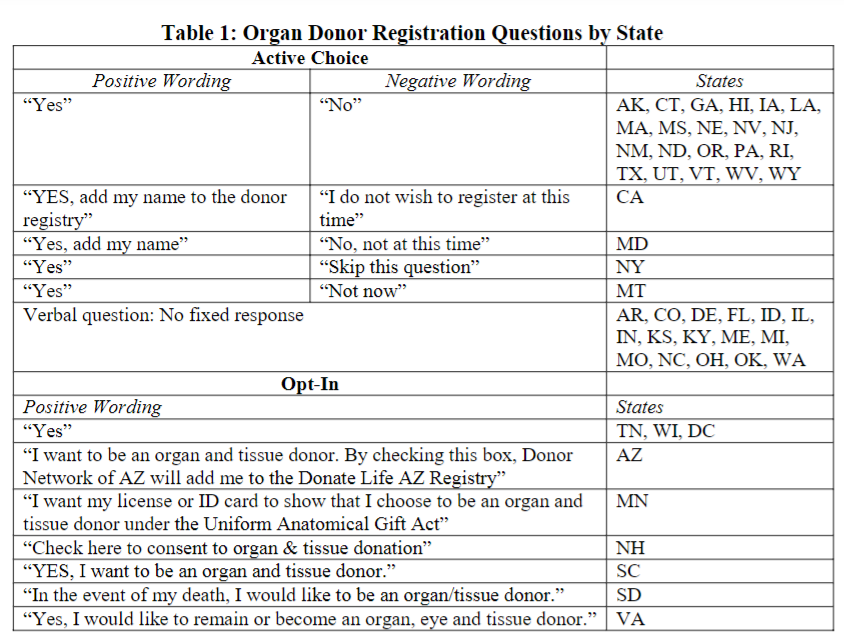 Table 1: Organ Donor Registration Questions by State
Active Choice
Positive Wording Negative Wording States
“Yes” “No” AK, CT, GA, HI, IA, LA,
MA, MS, NE, NV, NJ,
NM, ND, OR, PA, RI,
TX, UT, VT, WV, WY
“YES, add my name to the donor “I do not wish to register at this CA
registry” time”
“Yes, add my name” “No, not at this time” MD
“Yes” “Skip this question” NY
“Yes” “Not now” MT
Verbal question: No fixed response AR, CO, DE, FL, ID, IL,
IN, KS, KY, ME, MI,
MO, NC, OH, OK, WA
Opt-In
Positive Wording States
“Yes” TN, WI, DC
“I want to be an organ and tissue donor. By checking this box, Donor AZ
Network of AZ will add me to the Donate Life AZ Registry”
“I want my license or ID card to show that I choose to be an organ and MN
tissue donor under the Uniform Anatomical Gift Act”
“Check here to consent to organ & tissue donation” NH
“YES, I want to be an organ and tissue donor.” SC
“In the event of my death, I would like to be an organ/tissue donor.” SD
“Yes, I would like to remain or become an organ, eye and tissue donor.” VA